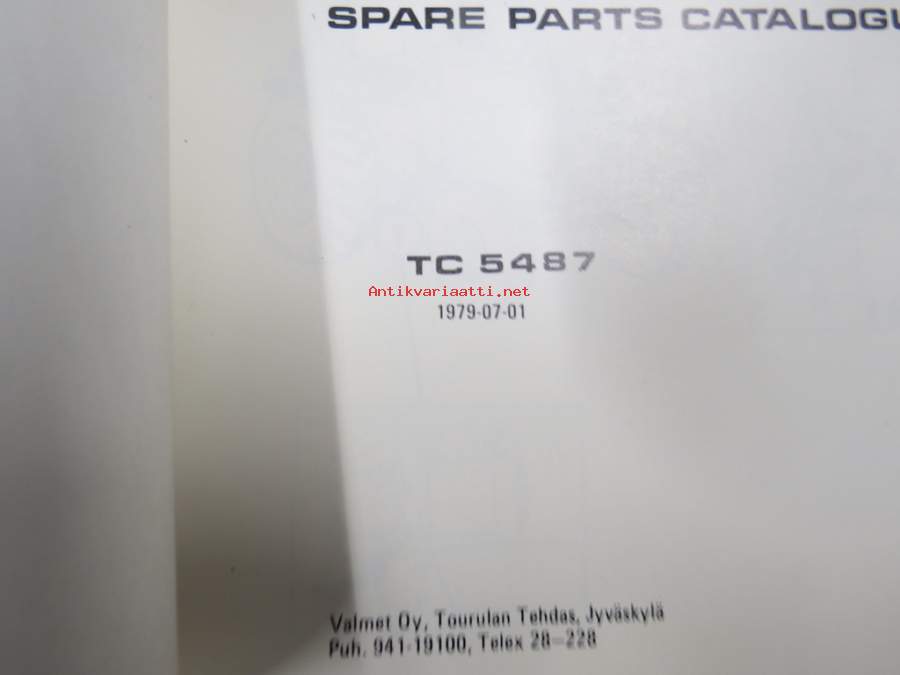 SPARE PARTS CATALOGU
TC 5487
Antikvariaatti.net
1979-07-01
Valmet Oy, Tourulan Tehdas, Jyväskylä
Puh. 941-19100, Telex 28-228